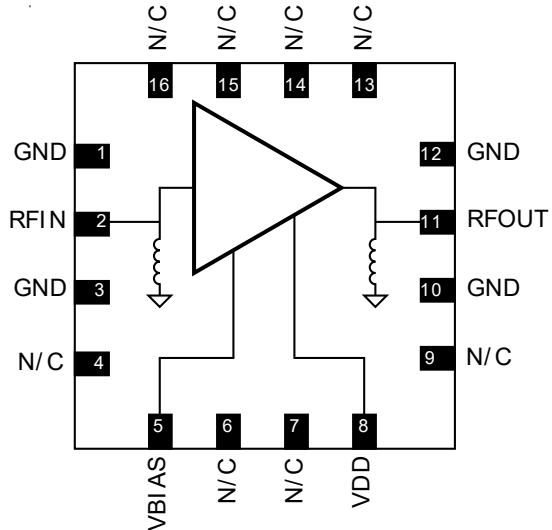 N/C
N/C
N/C
N/C
16
15
14
13
GND 1
12 GND
RFIN 2
11 RFOUT
GND 3
10 GND
N/C 4
9 N/C
5
6
7
8
VBIAS
N/C
N/C
VDD